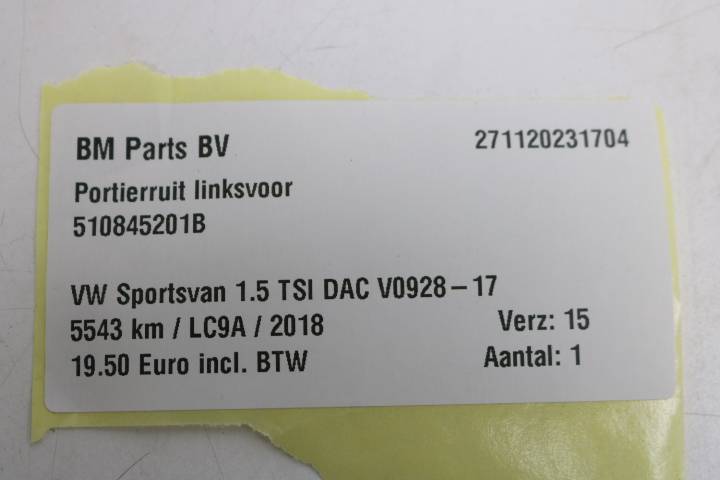 BM Parts BV 271120231704
Portierruit linksvoor
510845201B
VW Sportsvan 1.5 TSI DAC V0928-17
5543 km / LC9A / 2018 Verz: 15
19.50 Euro incl. BTW Aantal: 1